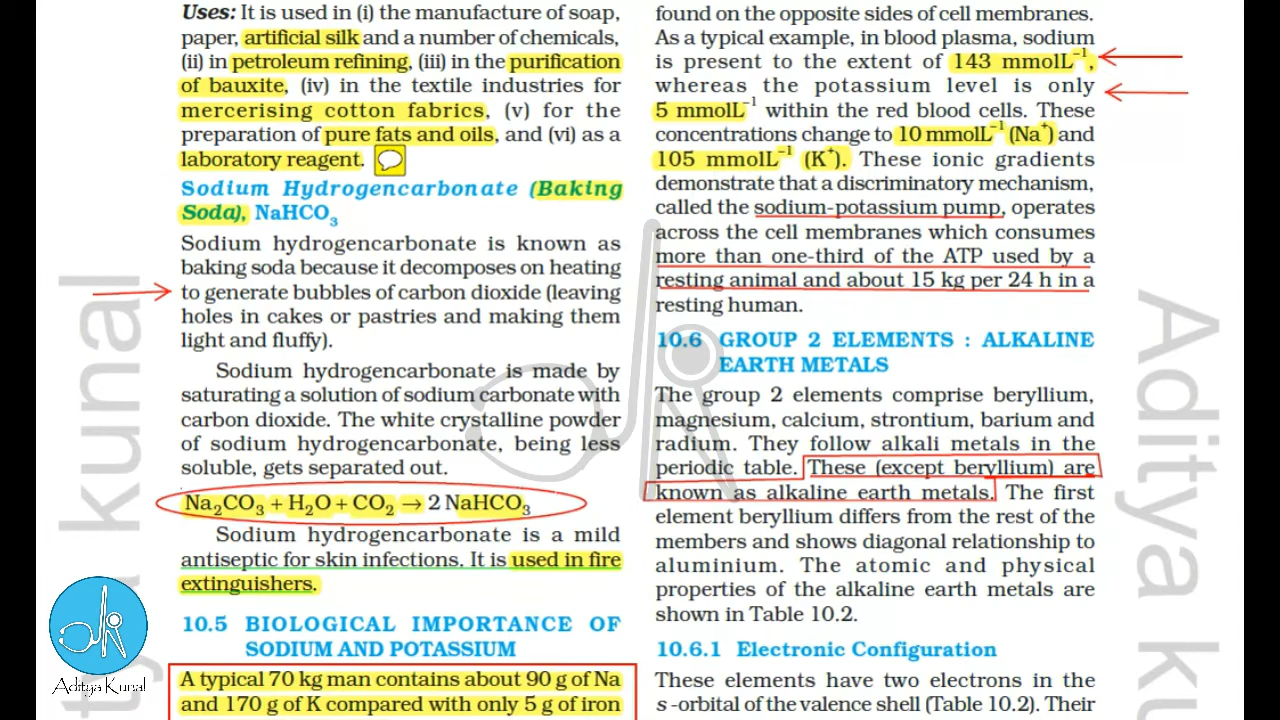 Uses: It is used in (i) the manufacture of soap,
paper, artificial silk and a number of chemicals,
(ii) in petroleum refining, (iii) in the purification
of bauxite, (iv) in the textile industries for
mercerising cotton fabrics, (v) for the
preparation of pure fats and oils, and (vi) as a
laboratory reagent.
Sodium Hydrogencarbonate (Baking
Soda), NaHCO₃
Sodium hydrogencarbonate is known as
baking soda because it decomposes on heating
to generate bubbles of carbon dioxide (leaving
holes in cakes or pastries and making them
light and fluffy).
Sodium hydrogencarbonate is made by
saturating a solution of sodium carbonate with
carbon dioxide. The white crystalline powder
of sodium hydrogencarbonate, being less
soluble, gets separated out.
Na₂CO₃ + H₂O + CO₂ → 2 NaHCO₃
Sodium hydrogencarbonate is a mild
antiseptic for skin infections. It is used in fire
extinguishers.
10.5 BIOLOGICAL IMPORTANCE OF
SODIUM AND POTASSIUM
A typical 70 kg man contains about 90 g of Na
and 170 g of K compared with only 5 g of iron
found on the opposite sides of cell membranes.
As a typical example, in blood plasma, sodium
is present to the extent of 143 mmolL⁻¹,
whereas the potassium level is only
5 mmolL⁻¹ within the red blood cells. These
concentrations change to 10 mmolL⁻¹ (Na⁺) and
105 mmolL⁻¹ (K⁺). These ionic gradients
demonstrate that a discriminatory mechanism,
called the sodium-potassium pump, operates
across the cell membranes which consumes
more than one-third of the ATP used by a
resting animal and about 15 kg per 24 h in a
resting human.
10.6 GROUP 2 ELEMENTS : ALKALINE
EARTH METALS
The group 2 elements comprise beryllium,
magnesium, calcium, strontium, barium and
radium. They follow alkali metals in the
periodic table. These (except beryllium) are
known as alkaline earth metals. The first
element beryllium differs from the rest of the
members and shows diagonal relationship to
aluminium. The atomic and physical
properties of the alkaline earth metals are
shown in Table 10.2.
10.6.1 Electronic Configuration
These elements have two electrons in the
s -orbital of the valence shell (Table 10.2). Their
ty kunal
Aditya ku
Aditya Kunal